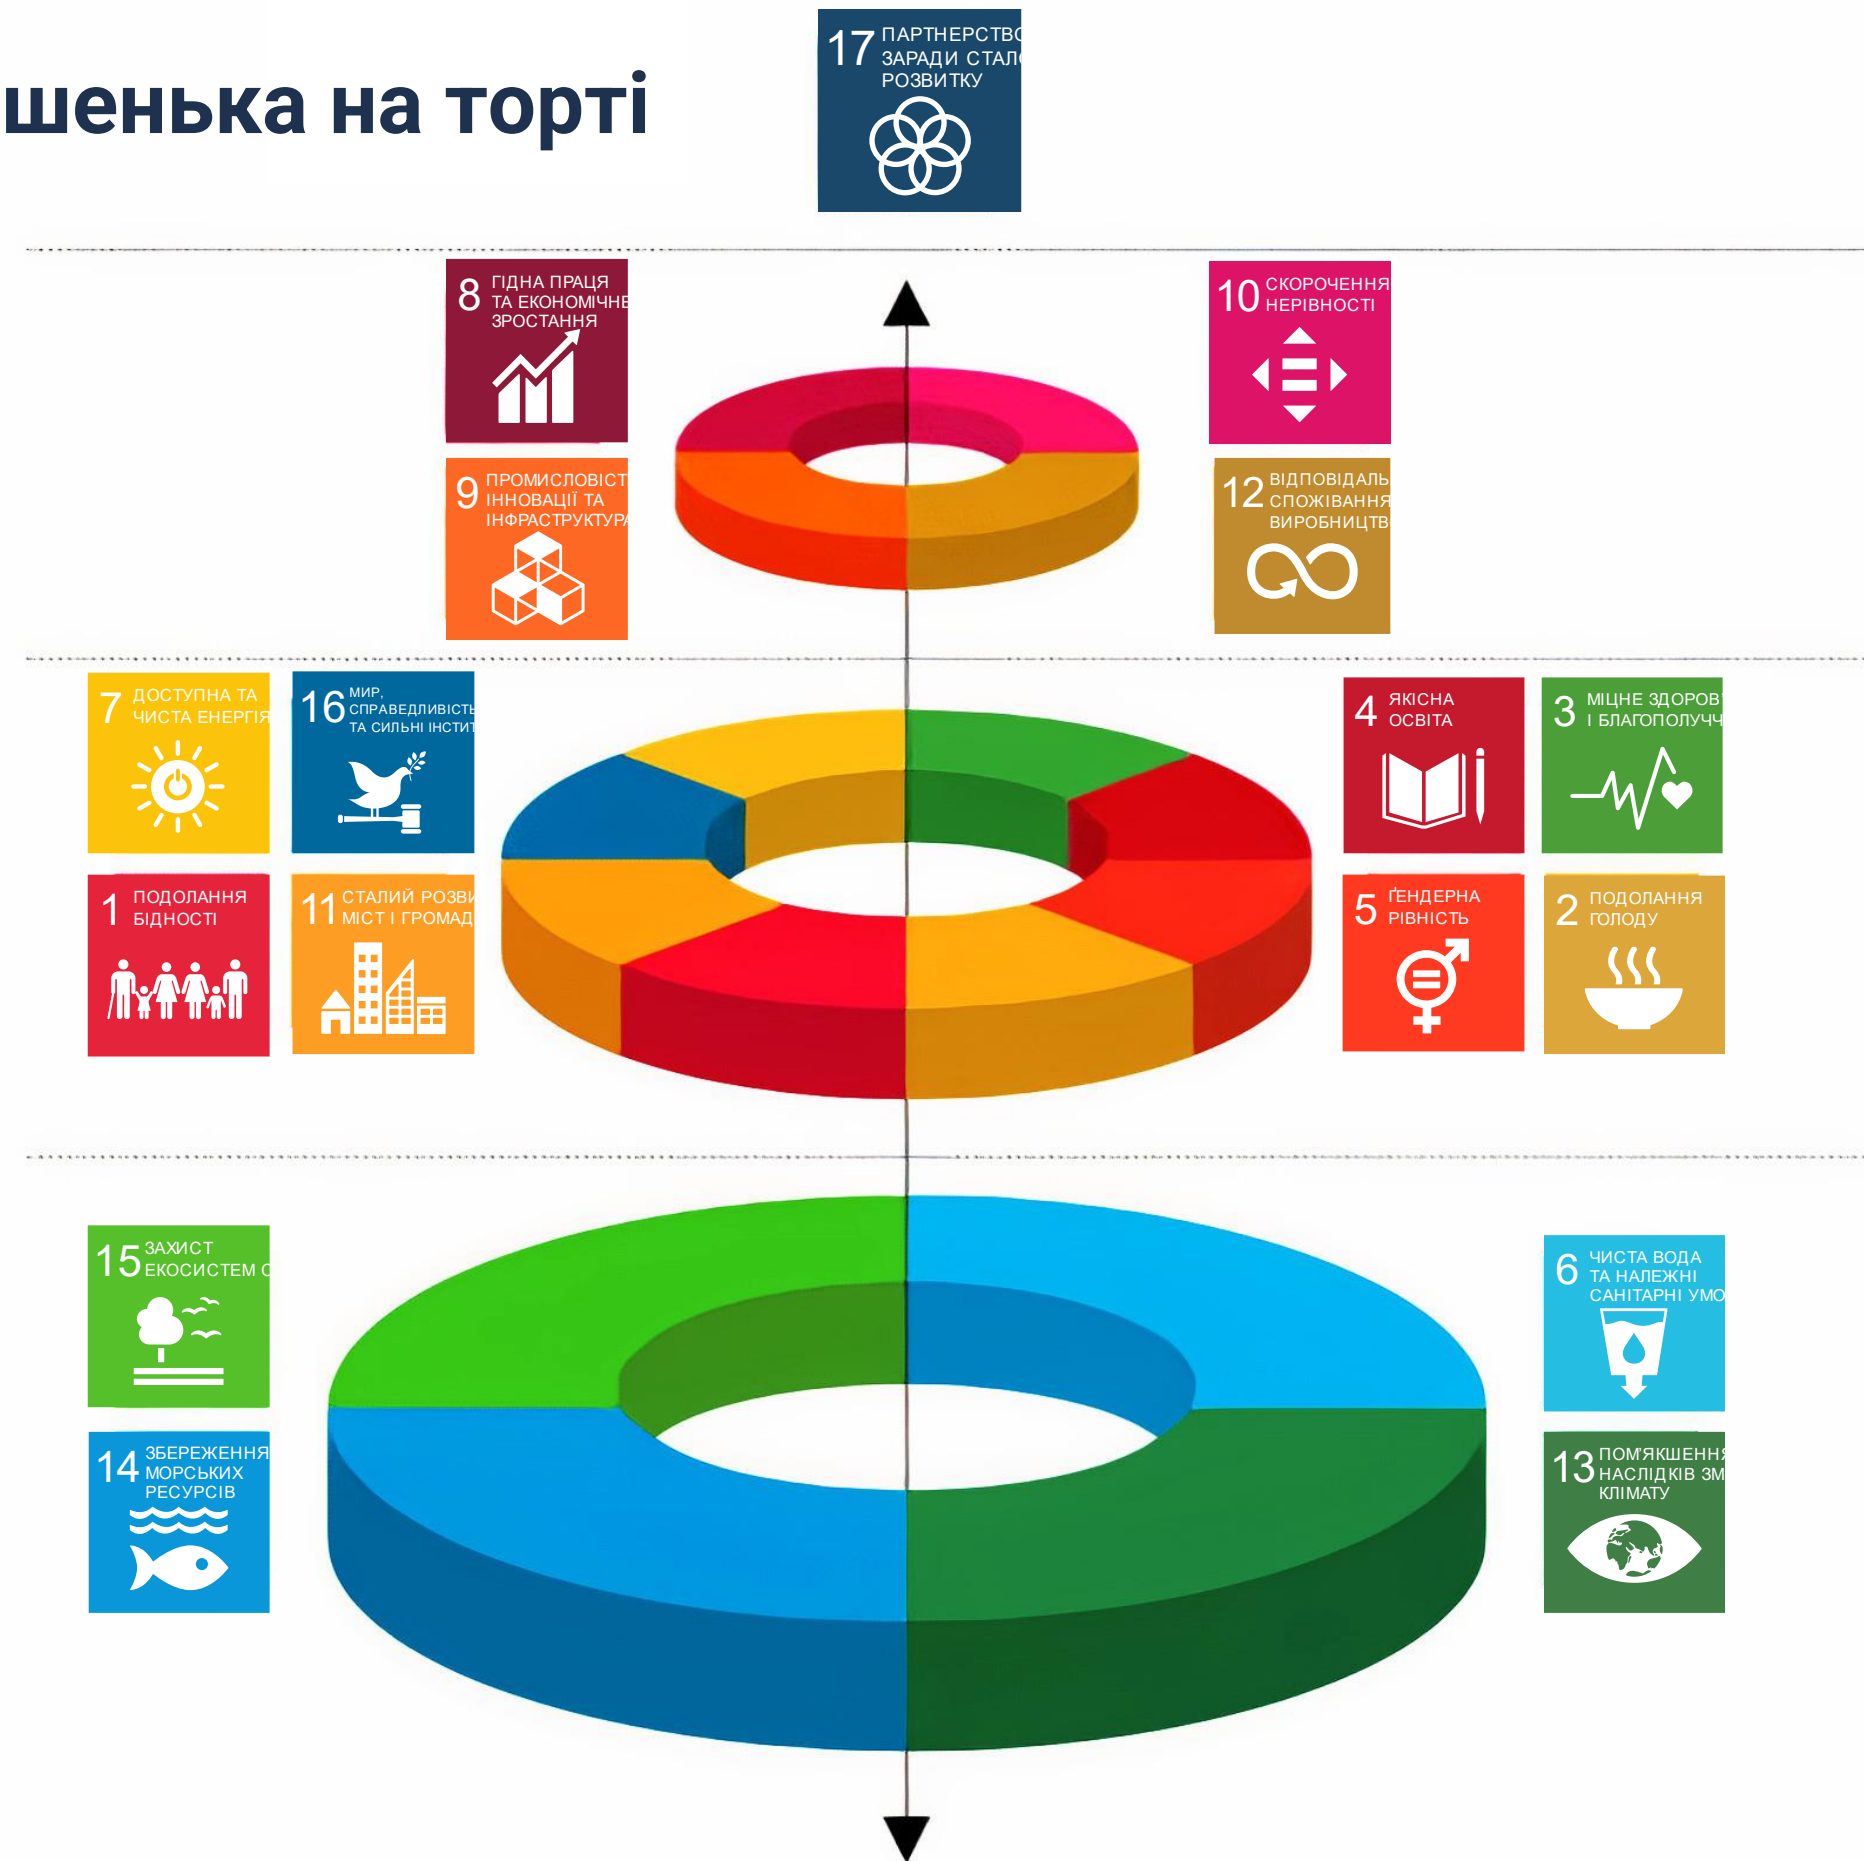 шенька на торті
17 ПАРТНЕРСТВО
ЗАРАДИ СТАЛО
РОЗВИТКУ
8 ГІДНА ПРАЦЯ
ТА ЕКОНОМІЧНЕ
ЗРОСТАННЯ
10 СКОРОЧЕННЯ
НЕРІВНОСТІ
9 ПРОМИСЛОВІСТ
ІННОВАЦІЇ ТА
ІНФРАСТРУКТУРА
12 ВІДПОВІДАЛЬ
СПОЖИВАННЯ
ВИРОБНИЦТВ
7 ДОСТУПНА ТА
ЧИСТА ЕНЕРГІЯ
16 МИР,
СПРАВЕДЛИВІСТЬ
ТА СИЛЬНІ ІНСТИТ
4 ЯКІСНА
ОСВІТА
3 МІЦНЕ ЗДОРОВ'
І БЛАГОПОЛУЧЧ
1 ПОДОЛАННЯ
БІДНОСТІ
11 СТАЛИЙ РОЗВИ
МІСТ І ГРОМАД
5 ҐЕНДЕРНА
РІВНІСТЬ
2 ПОДОЛАННЯ
ГОЛОДУ
15 ЗАХИСТ
ЕКОСИСТЕМ С
6 ЧИСТА ВОДА
ТА НАЛЕЖНІ
САНІТАРНІ УМО
14 ЗБЕРЕЖЕННЯ
МОРСЬКИХ
РЕСУРСІВ
13 ПОМ'ЯКШЕННЯ
НАСЛІДКІВ ЗМ
КЛІМАТУ